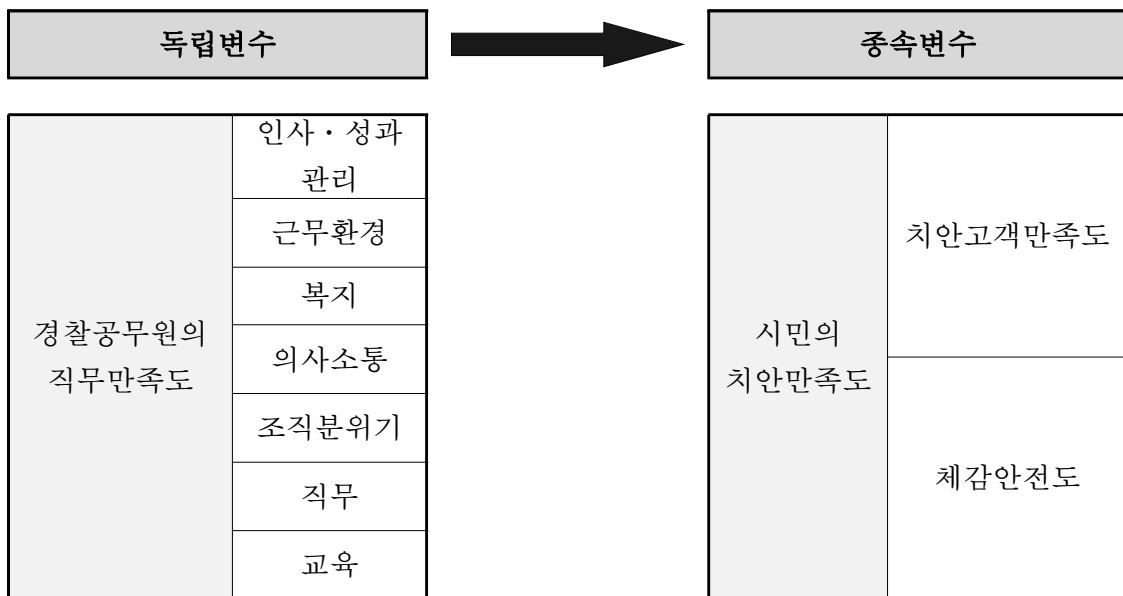 독립변수
종속변수
경찰공무원의
직무만족도
인사·성과
관리
근무환경
복지
의사소통
조직분위기
직무
교육
시민의
치안만족도
치안고객만족도
체감안전도